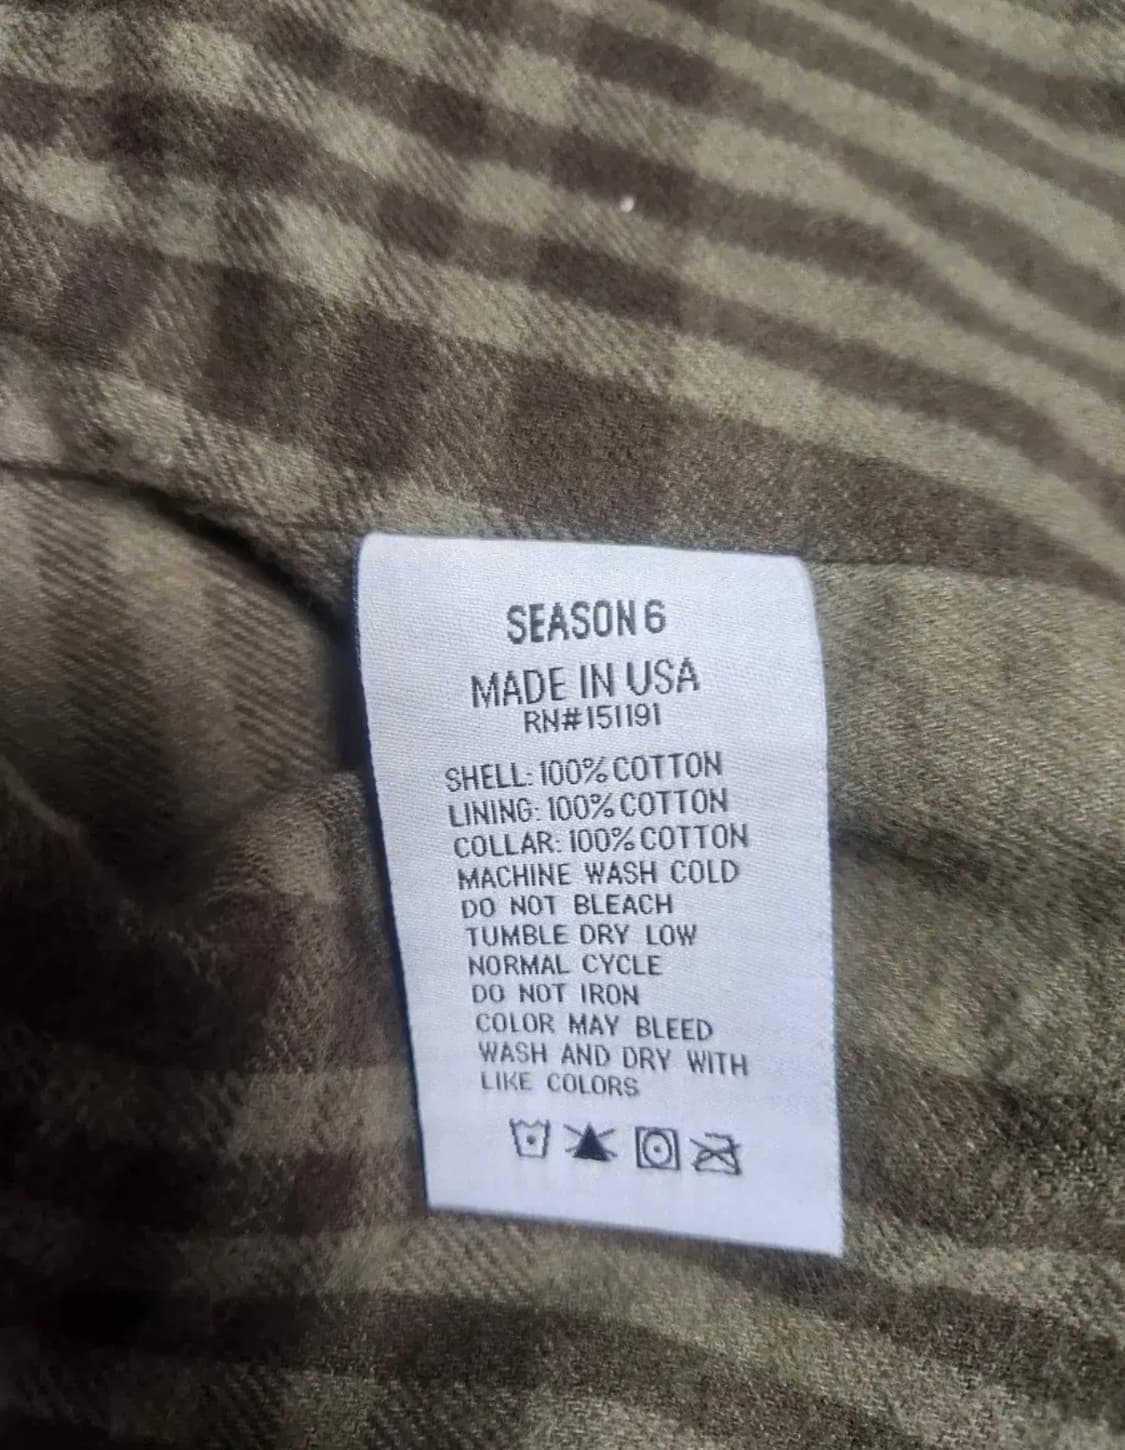 SEASON 6
MADE IN USA
RN#151191
SHELL: 100% COTTON
LINING: 100% COTTON
COLLAR: 100% COTTON
MACHINE WASH COLD
DO NOT BLEACH
TUMBLE DRY LOW
NORMAL CYCLE
DO NOT IRON
COLOR MAY BLEED
WASH AND DRY WITH
LIKE COLORS